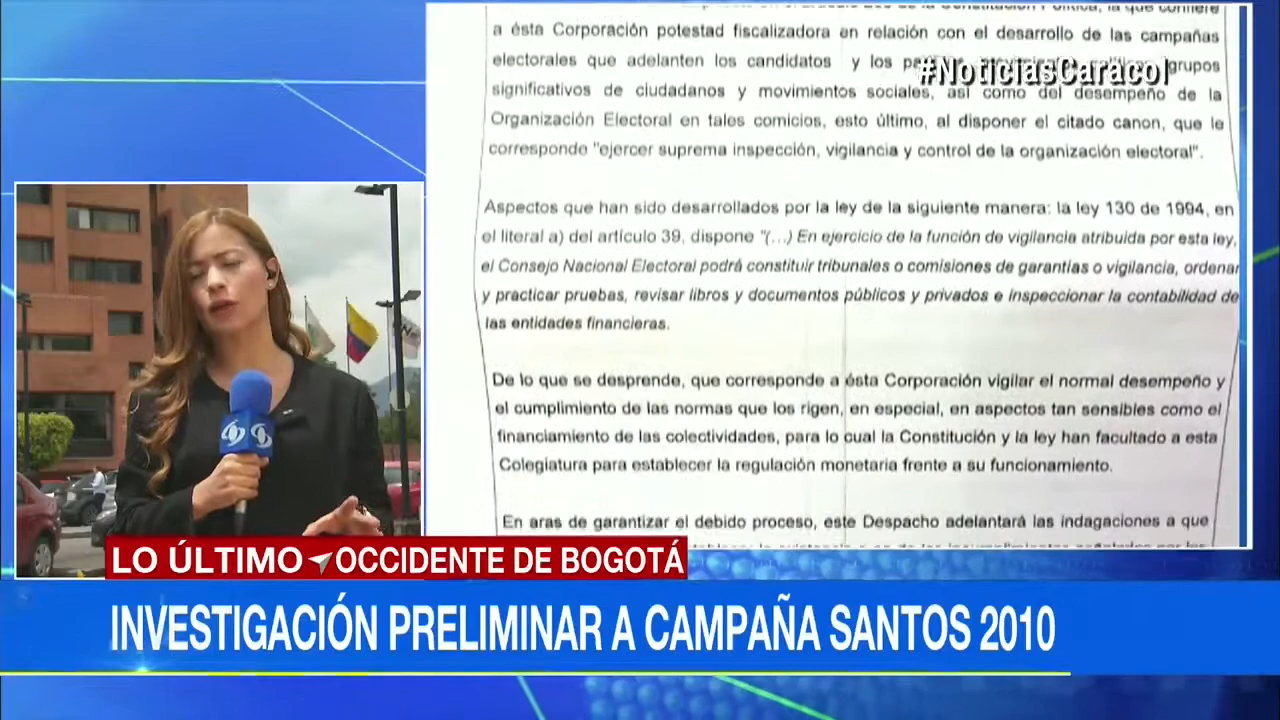 a ésta Corporación potestad fiscalizadora en relación con el desarrollo de las campañas
electorales que adelanten los candidatos y los
#NoticiasCaracol
grupos
significativos de ciudadanos y movimientos sociales, así como del desempeño de la
Organización Electoral en tales comicios, esto último, al disponer el citado canon, que le
corresponde "ejercer suprema inspección, vigilancia y control de la organización electoral".
Aspectos que han sido desarrollados por la ley de la siguiente manera: la ley 130 de 1994, en
el literal a) del artículo 39, dispone "(...) En ejercicio de la función de vigilancia atribuida por esta ley,
el Consejo Nacional Electoral podrá constituir tribunales o comisiones de garantías o vigilancia, ordenar
y practicar pruebas, revisar libros y documentos públicos y privados e inspeccionar la contabilidad de
las entidades financieras.
De lo que se desprende, que corresponde a ésta Corporación vigilar el normal desempeño y
el cumplimiento de las normas que los rigen, en especial, en aspectos tan sensibles como el
financiamiento de las colectividades, para lo cual la Constitución y la ley han facultado a esta
Colegiatura para establecer la regulación monetaria frente a su funcionamiento.
En aras de garantizar el debido proceso, este Despacho adelantará las indagaciones a que
LO ÚLTIMO OCCIDENTE DE BOGOTÁ
INVESTIGACIÓN PRELIMINAR A CAMPAÑA SANTOS 2010